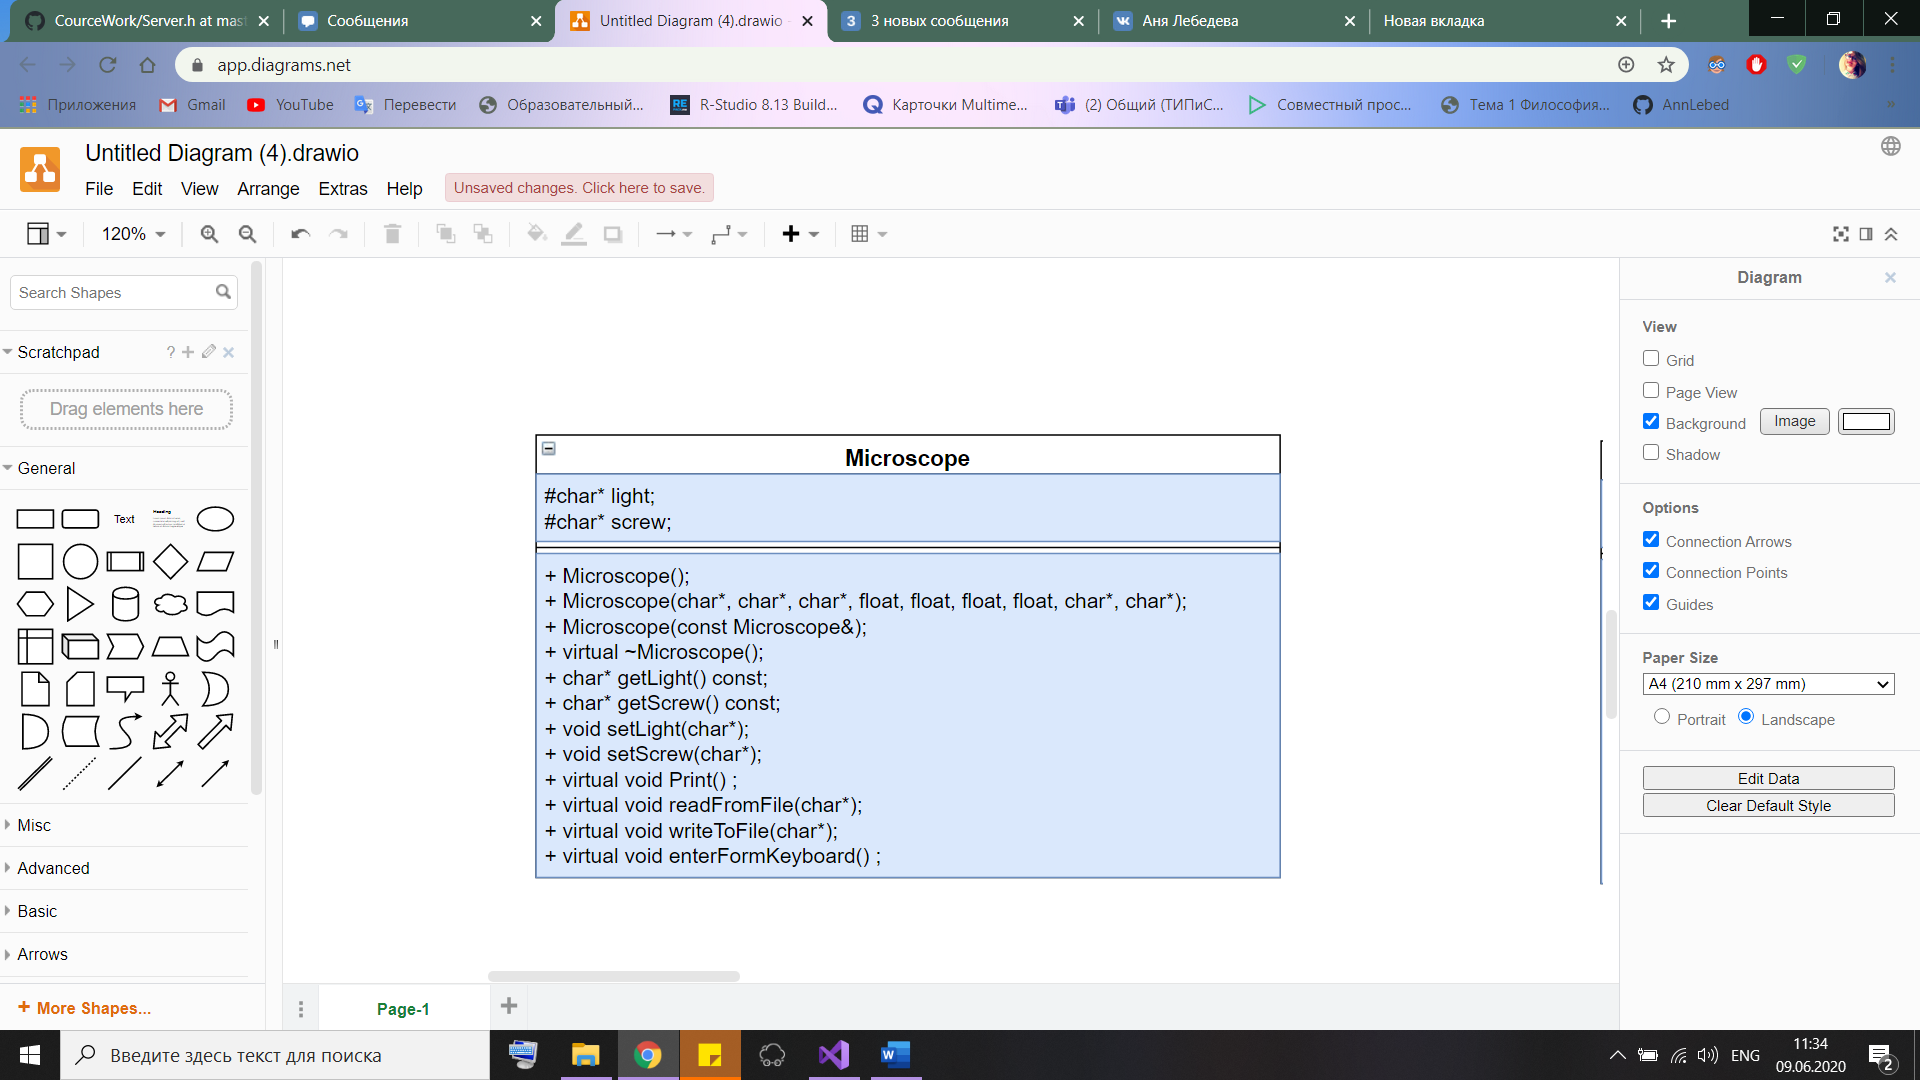 CourceWork/Server.h at mas
Сообщения
Untitled Diagram (4).drawio -
3
3 новых сообщения
Аня Лебедева
Новая вкладка
app.diagrams.net
Приложения
Gmail
YouTube
Перевести
Образовательный...
RE
R-Studio 8.13 Build...
Карточки Multime...
(2) Общий (ТИПиС...
Совместный прос...
Тема 1 Философия...
AnnLebed
»
Untitled Diagram (4).drawio
File Edit View Arrange Extras Help
Unsaved changes. Click here to save.
120%
Search Shapes
Scratchpad
?
Drag elements here
General
Text
Heading
Misc
Advanced
Basic
Arrows
+ More Shapes...
Microscope
#char* light;
#char* screw;
+ Microscope();
+ Microscope(char*, char*, char*, float, float, float, float, char*, char*);
+ Microscope(const Microscope&);
+ virtual ~Microscope();
+ char* getLight() const;
+ char* getScrew() const;
+ void setLight(char*);
+ void setScrew(char*);
+ virtual void Print() ;
+ virtual void readFromFile(char*);
+ virtual void writeToFile(char*);
+ virtual void enterFormKeyboard() ;
Page-1
Diagram
View
Grid
Page View
Background
Image
Shadow
Options
Connection Arrows
Connection Points
Guides
Paper Size
A4 (210 mm x 297 mm)
Portrait
Landscape
Edit Data
Clear Default Style
Введите здесь текст для поиска
ENG
11:34
09.06.2020
2